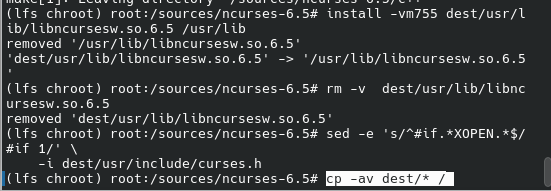 make[1]: Leaving directory '/sources/ncurses-6.5/c++'
(lfs chroot) root:/sources/ncurses-6.5# install -vm755 dest/usr/l
ib/libncursesw.so.6.5 /usr/lib
removed '/usr/lib/libncursesw.so.6.5'
'dest/usr/lib/libncursesw.so.6.5' -> '/usr/lib/libncursesw.so.6.5
'
(lfs chroot) root:/sources/ncurses-6.5# rm -v  dest/usr/lib/libnc
ursesw.so.6.5
removed 'dest/usr/lib/libncursesw.so.6.5'
(lfs chroot) root:/sources/ncurses-6.5# sed -e 's/^#if.*XOPEN.*$/
#if 1/' \
    -i dest/usr/include/curses.h
(lfs chroot) root:/sources/ncurses-6.5# cp -av dest/* /